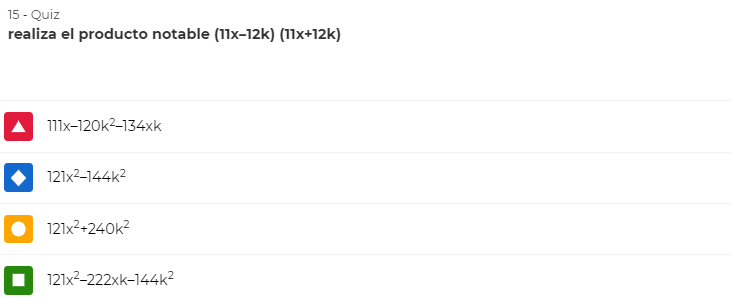 15 - Quiz
realiza el producto notable (11x–12k) (11x+12k)
111x–120k²–134xk
121x²–144k²
121x²+240k²
121x²–222xk–144k²